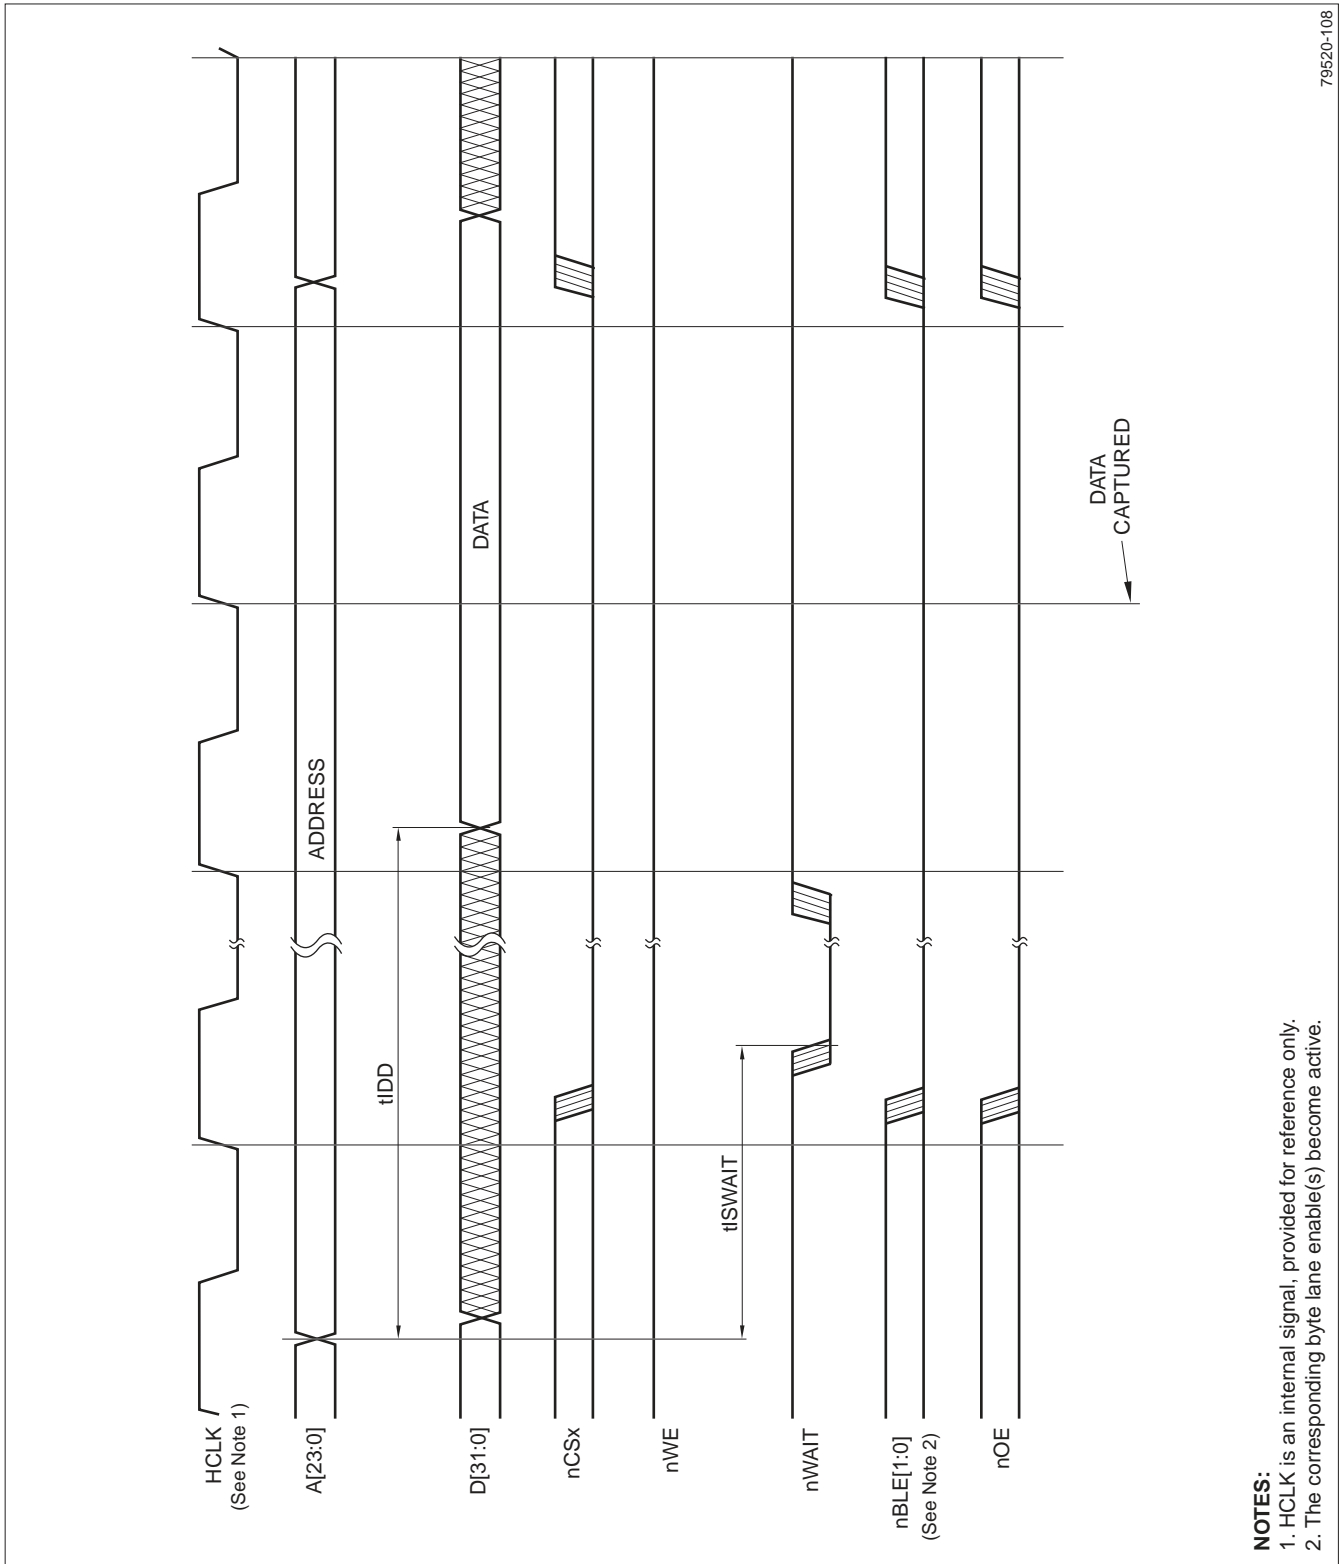 HCLK
(See Note 1)
A[23:0]
ADDRESS
tIDD
D[31:0]
DATA
nCSx
nWE
tISWAIT
nWAIT
nBLE[1:0]
(See Note 2)
nOE
DATA
CAPTURED
NOTES:
1. HCLK is an internal signal, provided for reference only.
2. The corresponding byte lane enable(s) become active.
79520-108